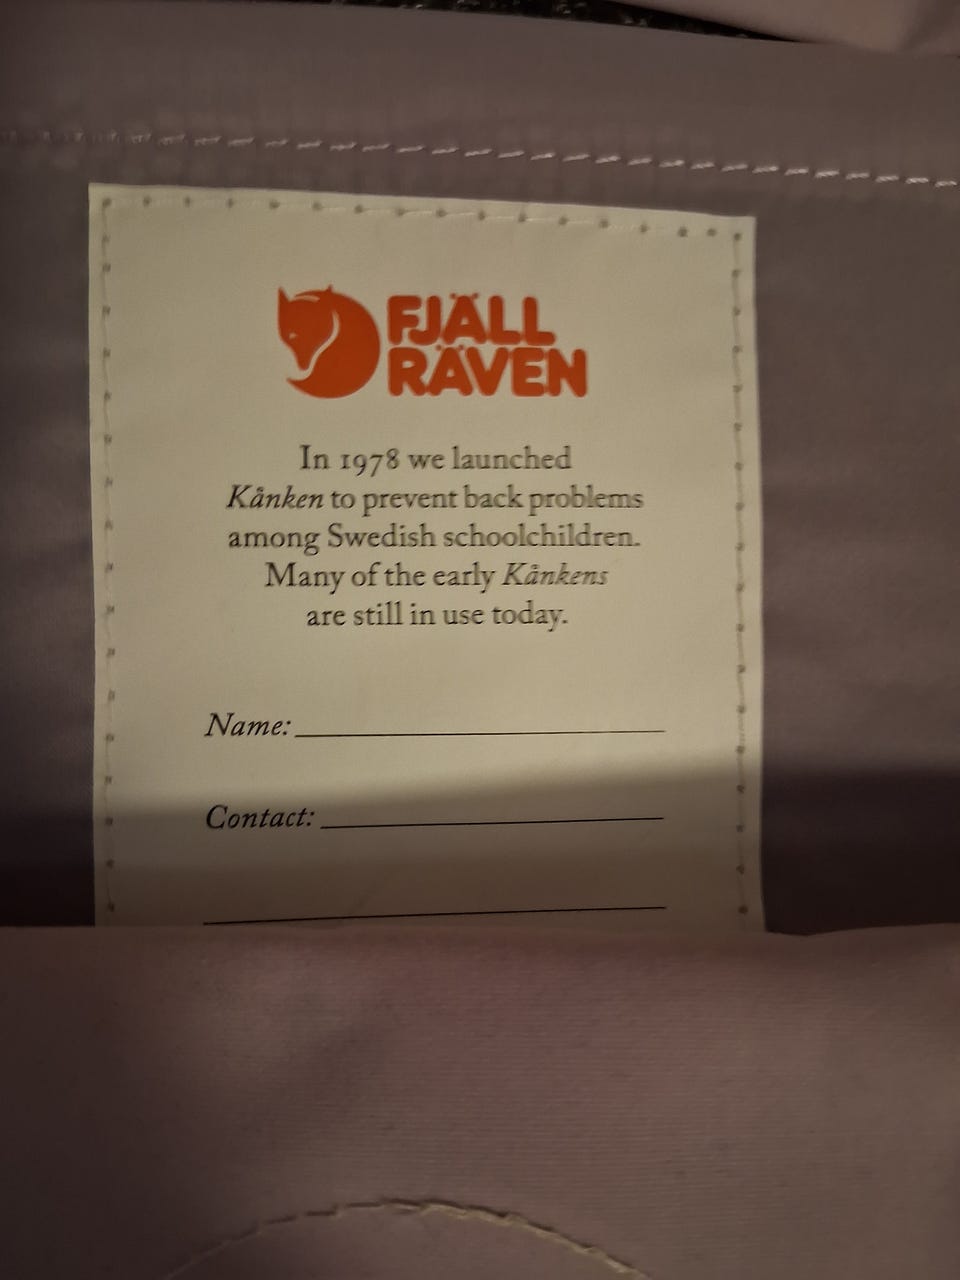 FJÄLL
RÄVEN
In 1978 we launched
Kånken to prevent back problems
among Swedish schoolchildren.
Many of the early Kånkens
are still in use today.
Name:
Contact: